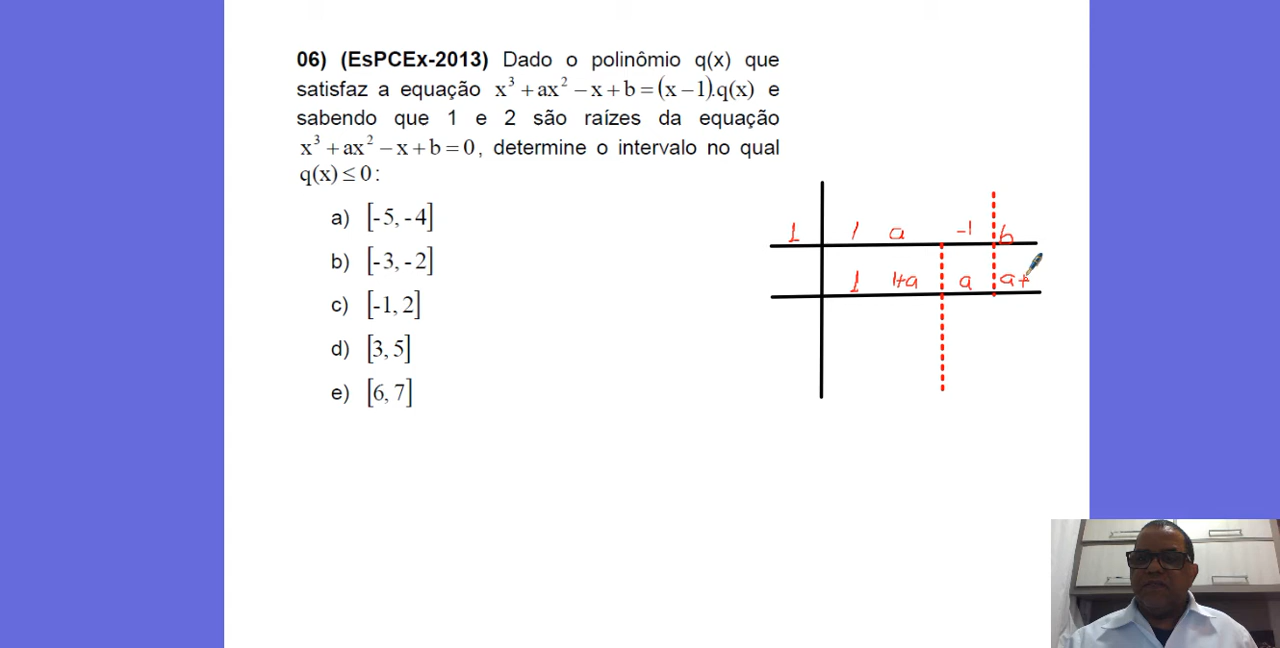 06) (EsPCEx-2013) Dado o polinômio q(x) que
satisfaz a equação x³ + ax² − x + b = (x − 1).q(x) e
sabendo que 1 e 2 são raízes da equação
x³ + ax² − x + b = 0, determine o intervalo no qual
q(x) ≤ 0:
a) [-5, -4]
b) [-3, -2]
c) [-1, 2]
d) [3, 5]
e) [6, 7]
1 1 a -1 b
1 1+a a a+